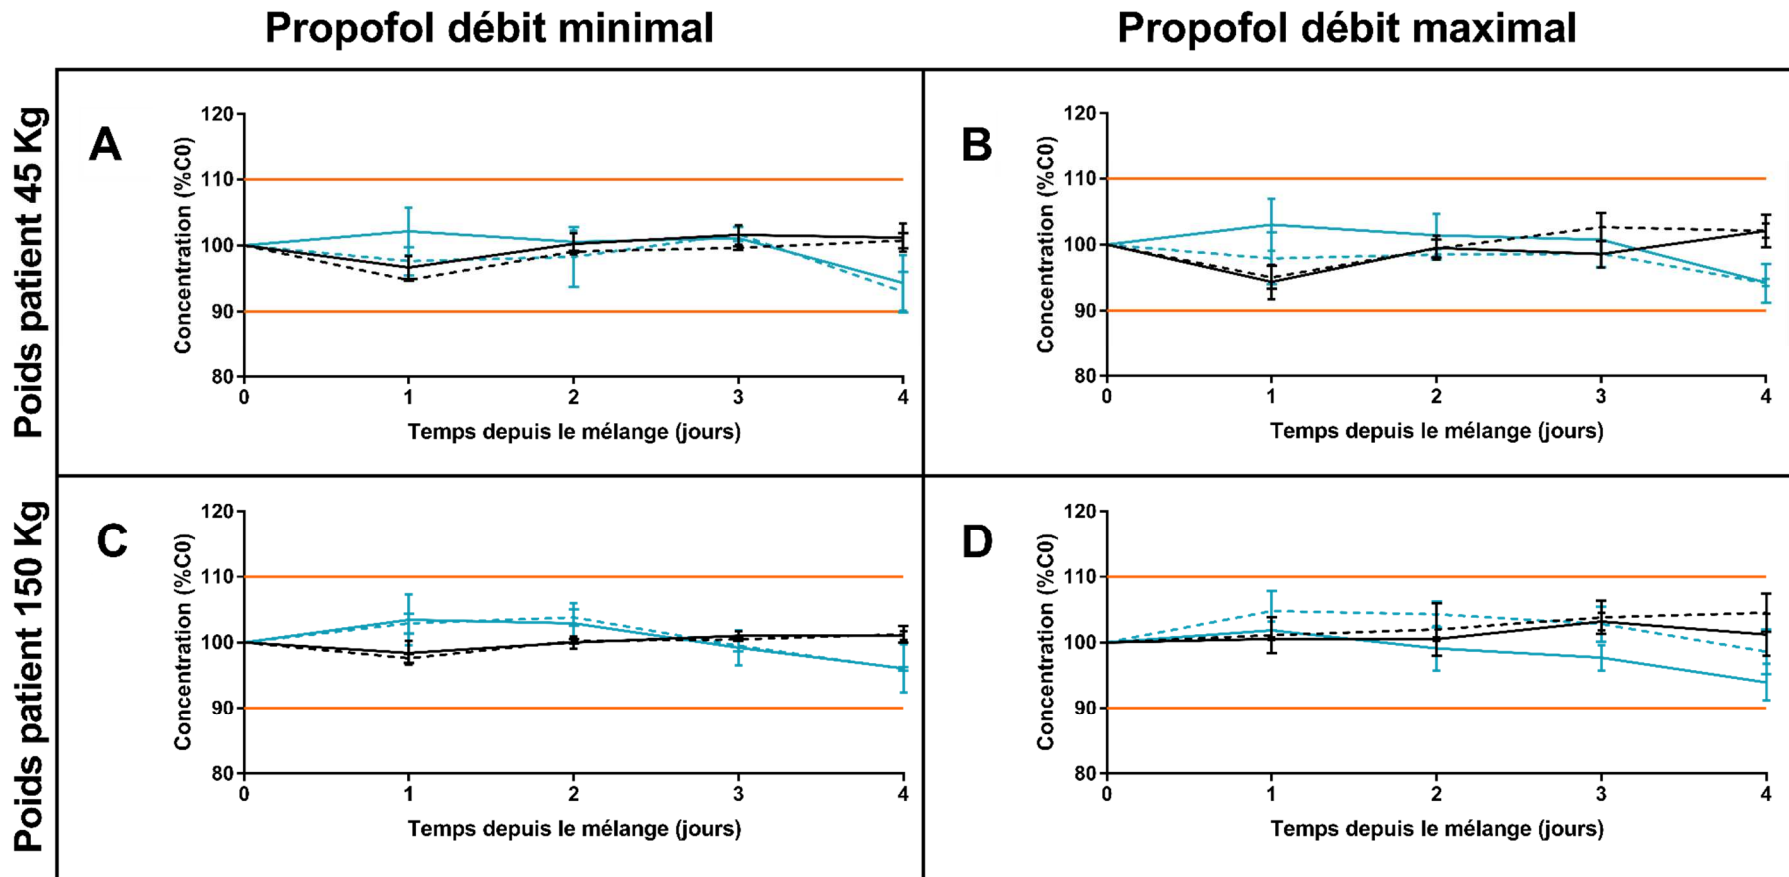 Propofol débit minimal
Propofol débit maximal
Poids patient 45 Kg
A
Concentration (%C0)
120
110
100
90
80
0 1 2 3 4
Temps depuis le mélange (jours)
B
Concentration (%C0)
120
110
100
90
80
0 1 2 3 4
Temps depuis le mélange (jours)
Poids patient 150 Kg
C
Concentration (%C0)
120
110
100
90
80
0 1 2 3 4
Temps depuis le mélange (jours)
D
Concentration (%C0)
120
110
100
90
80
0 1 2 3 4
Temps depuis le mélange (jours)